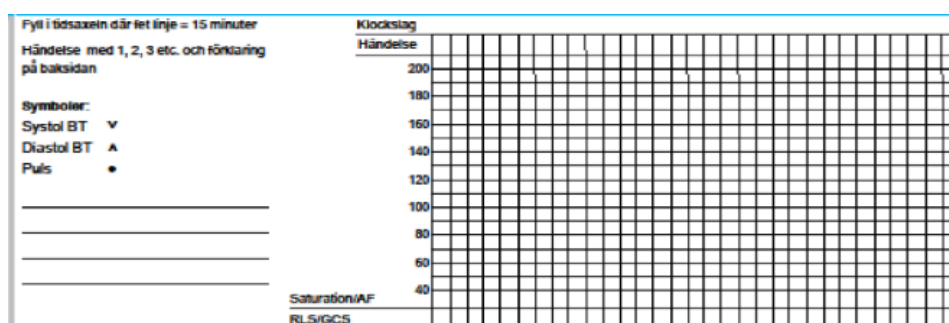 Fyll i tidsaxeln där fet linje = 15 minuter
Händelse med 1, 2, 3 etc. och förklaring
på baksidan
Symboler:
Systol BT v
Diastol BT ʌ
Puls •
Klockslag
Händelse
200
180
160
140
120
100
80
60
40
Saturation/AF
RLS/GCS